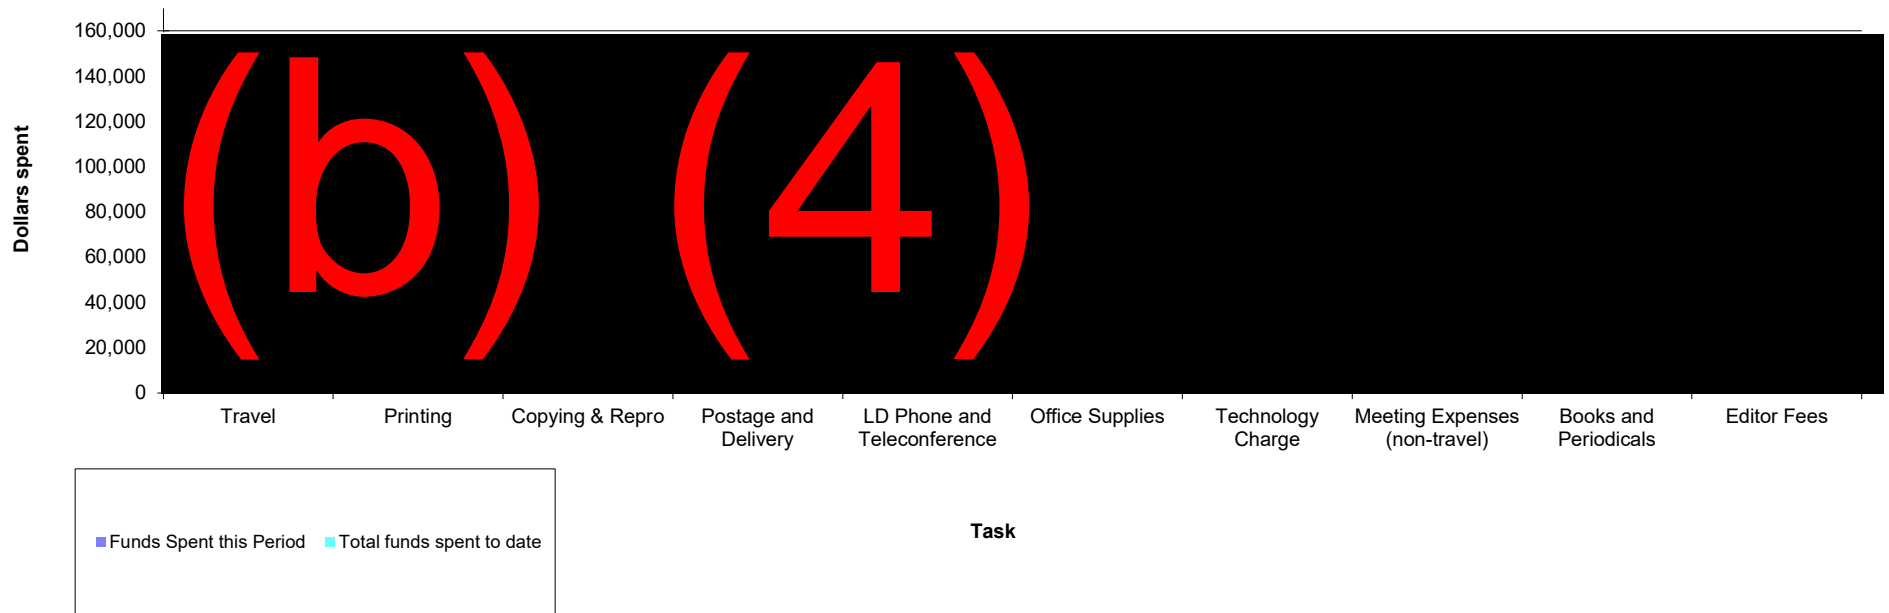 160,000
140,000
120,000
100,000
80,000
60,000
40,000
20,000
0
Dollars spent
(b) (4)
Travel
Printing
Copying & Repro
Postage and
Delivery
LD Phone and
Teleconference
Office Supplies
Technology
Charge
Meeting Expenses
(non-travel)
Books and
Periodicals
Editor Fees
Task
Funds Spent this Period
Total funds spent to date